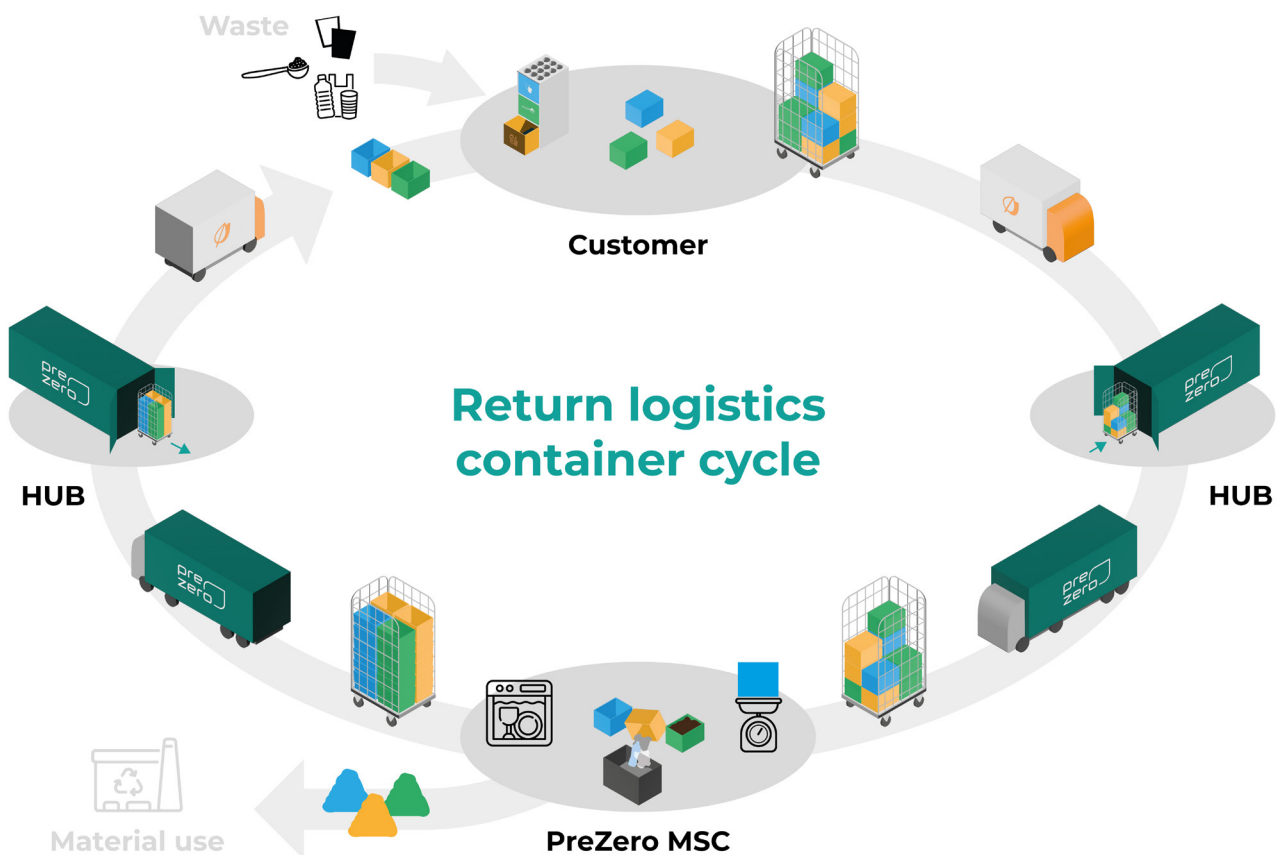 Waste
Customer
pre
zero
pre
zero
Return logistics
container cycle
HUB
HUB
pre
zero
pre
zero
Material use
PreZero MSC